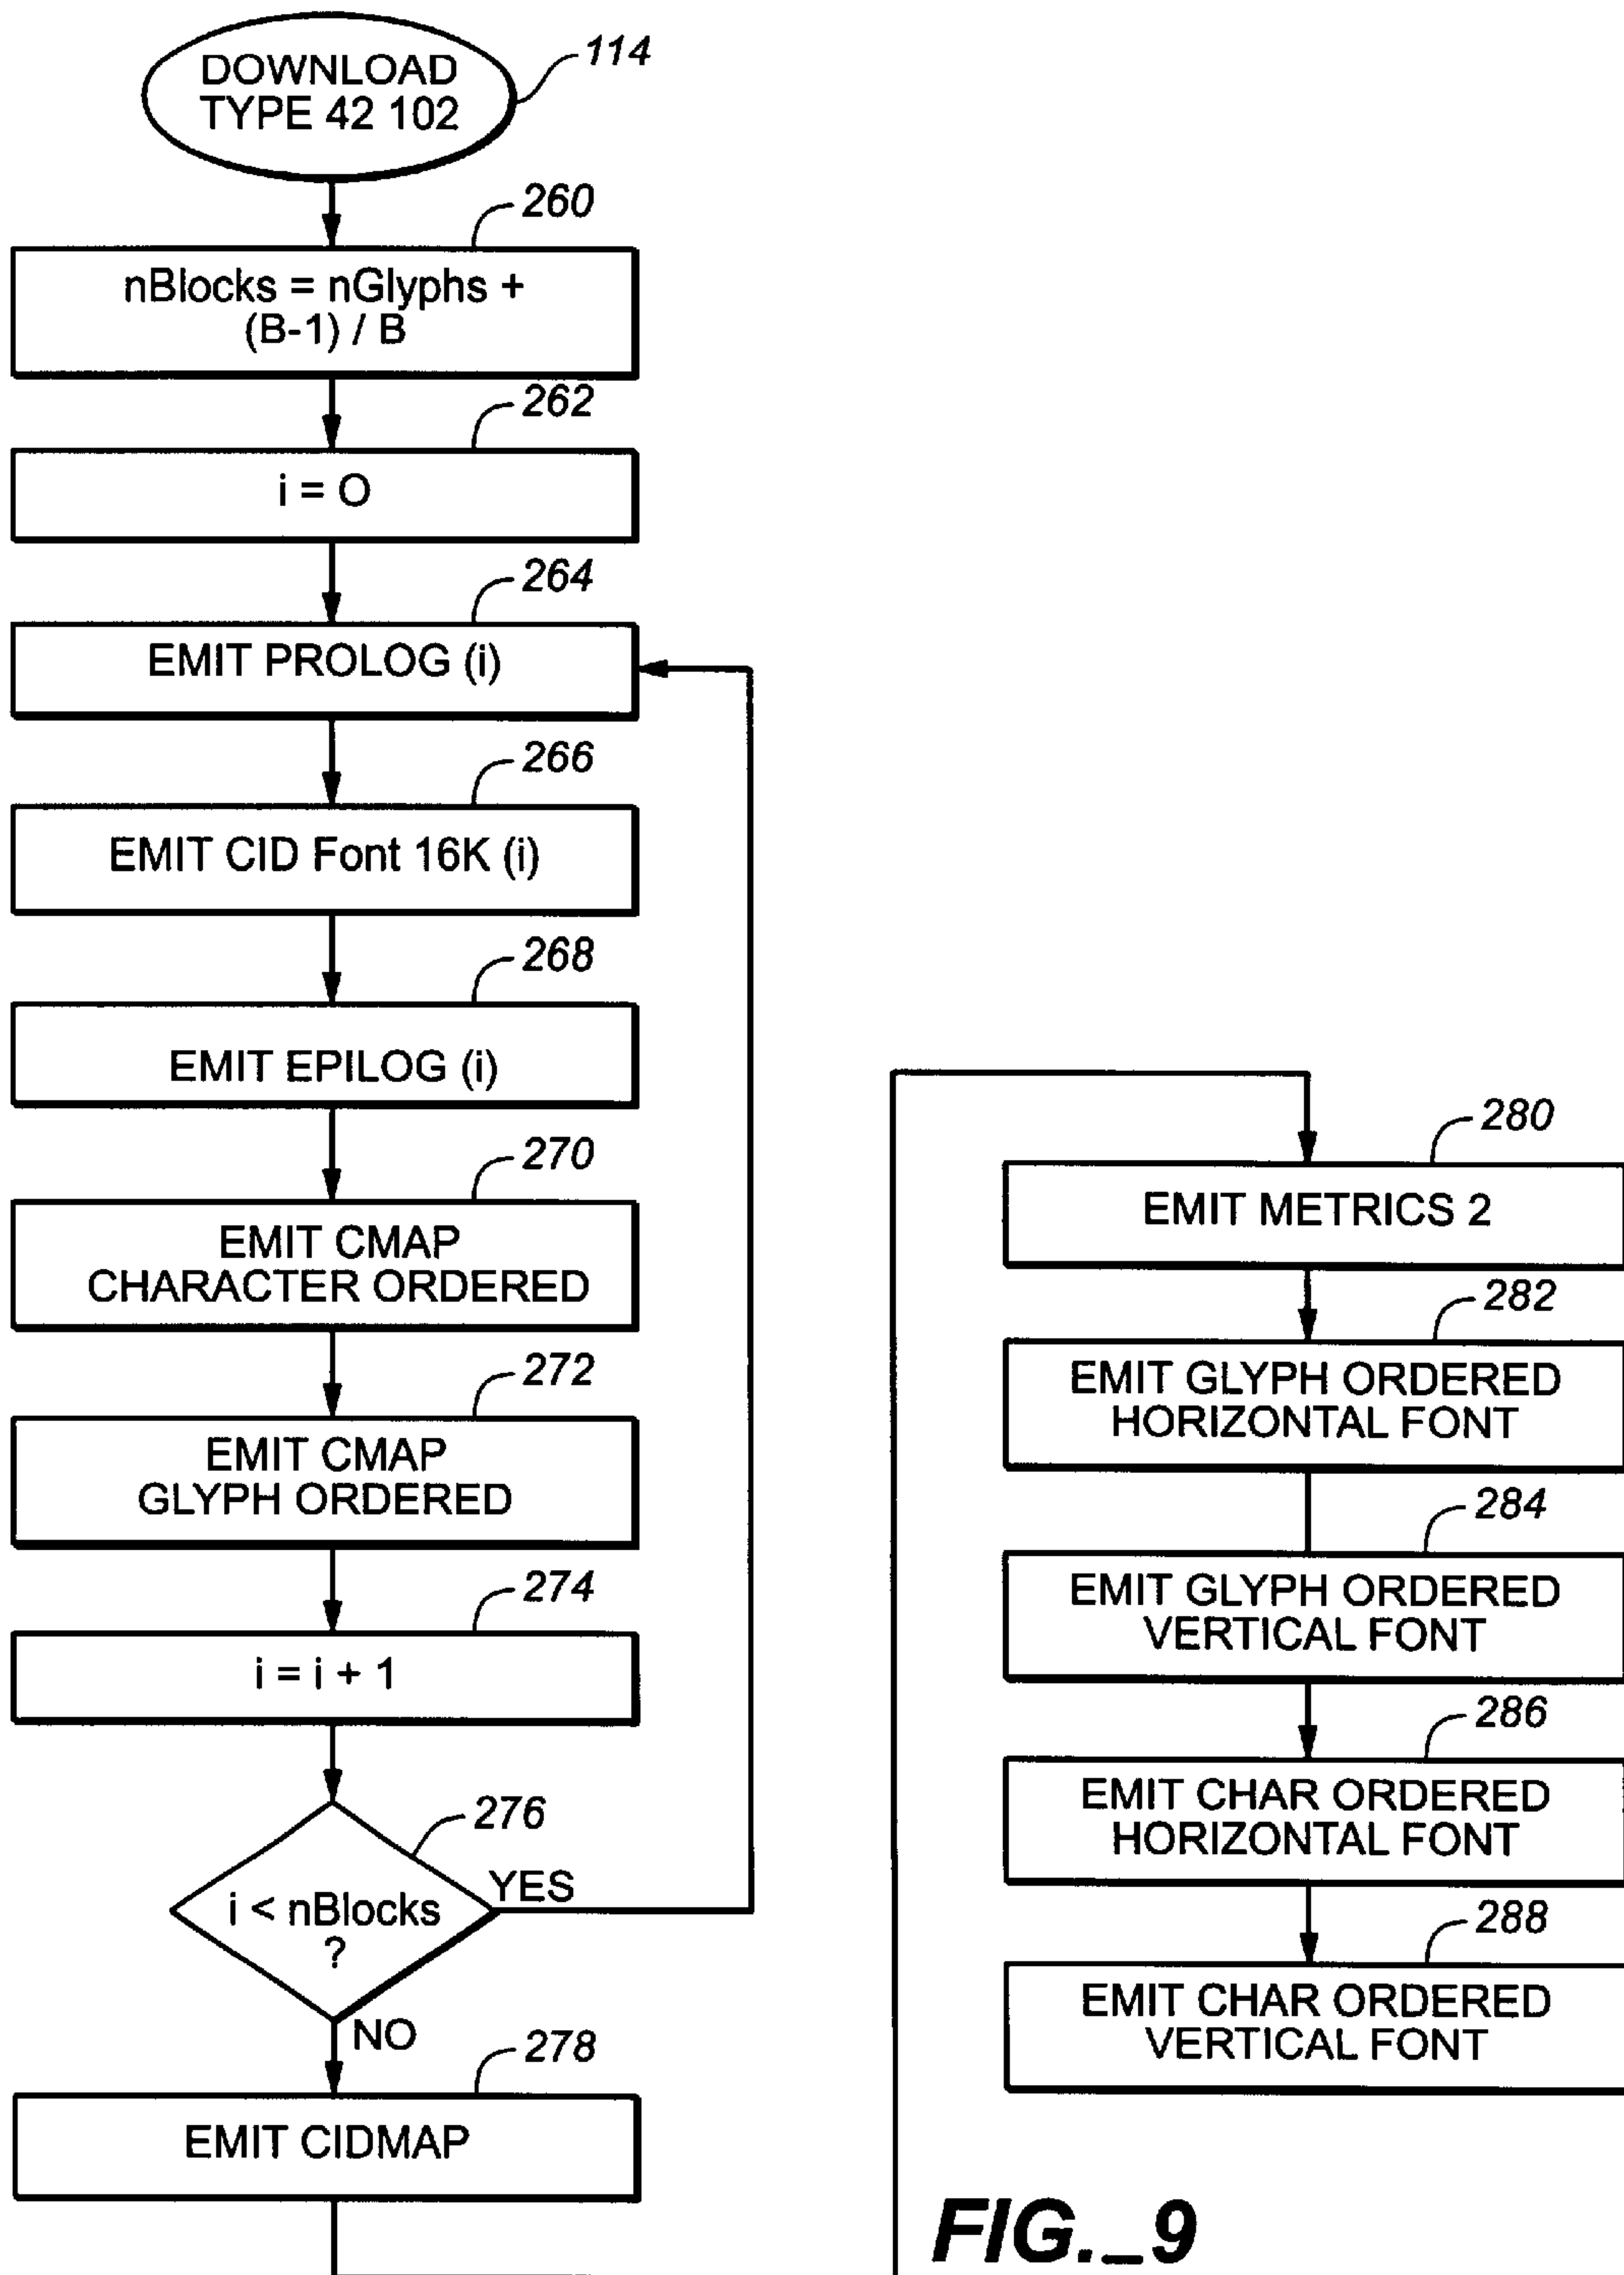 DOWNLOAD
TYPE 42 102
114
260
nBlocks = nGlyphs +
(B-1) / B
262
i = O
264
EMIT PROLOG (i)
266
EMIT CID Font 16K (i)
268
EMIT EPILOG (i)
270
EMIT CMAP
CHARACTER ORDERED
272
EMIT CMAP
GLYPH ORDERED
274
i = i + 1
276
i < nBlocks
?
YES
NO
278
EMIT CIDMAP
280
EMIT METRICS 2
282
EMIT GLYPH ORDERED
HORIZONTAL FONT
284
EMIT GLYPH ORDERED
VERTICAL FONT
286
EMIT CHAR ORDERED
HORIZONTAL FONT
288
EMIT CHAR ORDERED
VERTICAL FONT
FIG._9